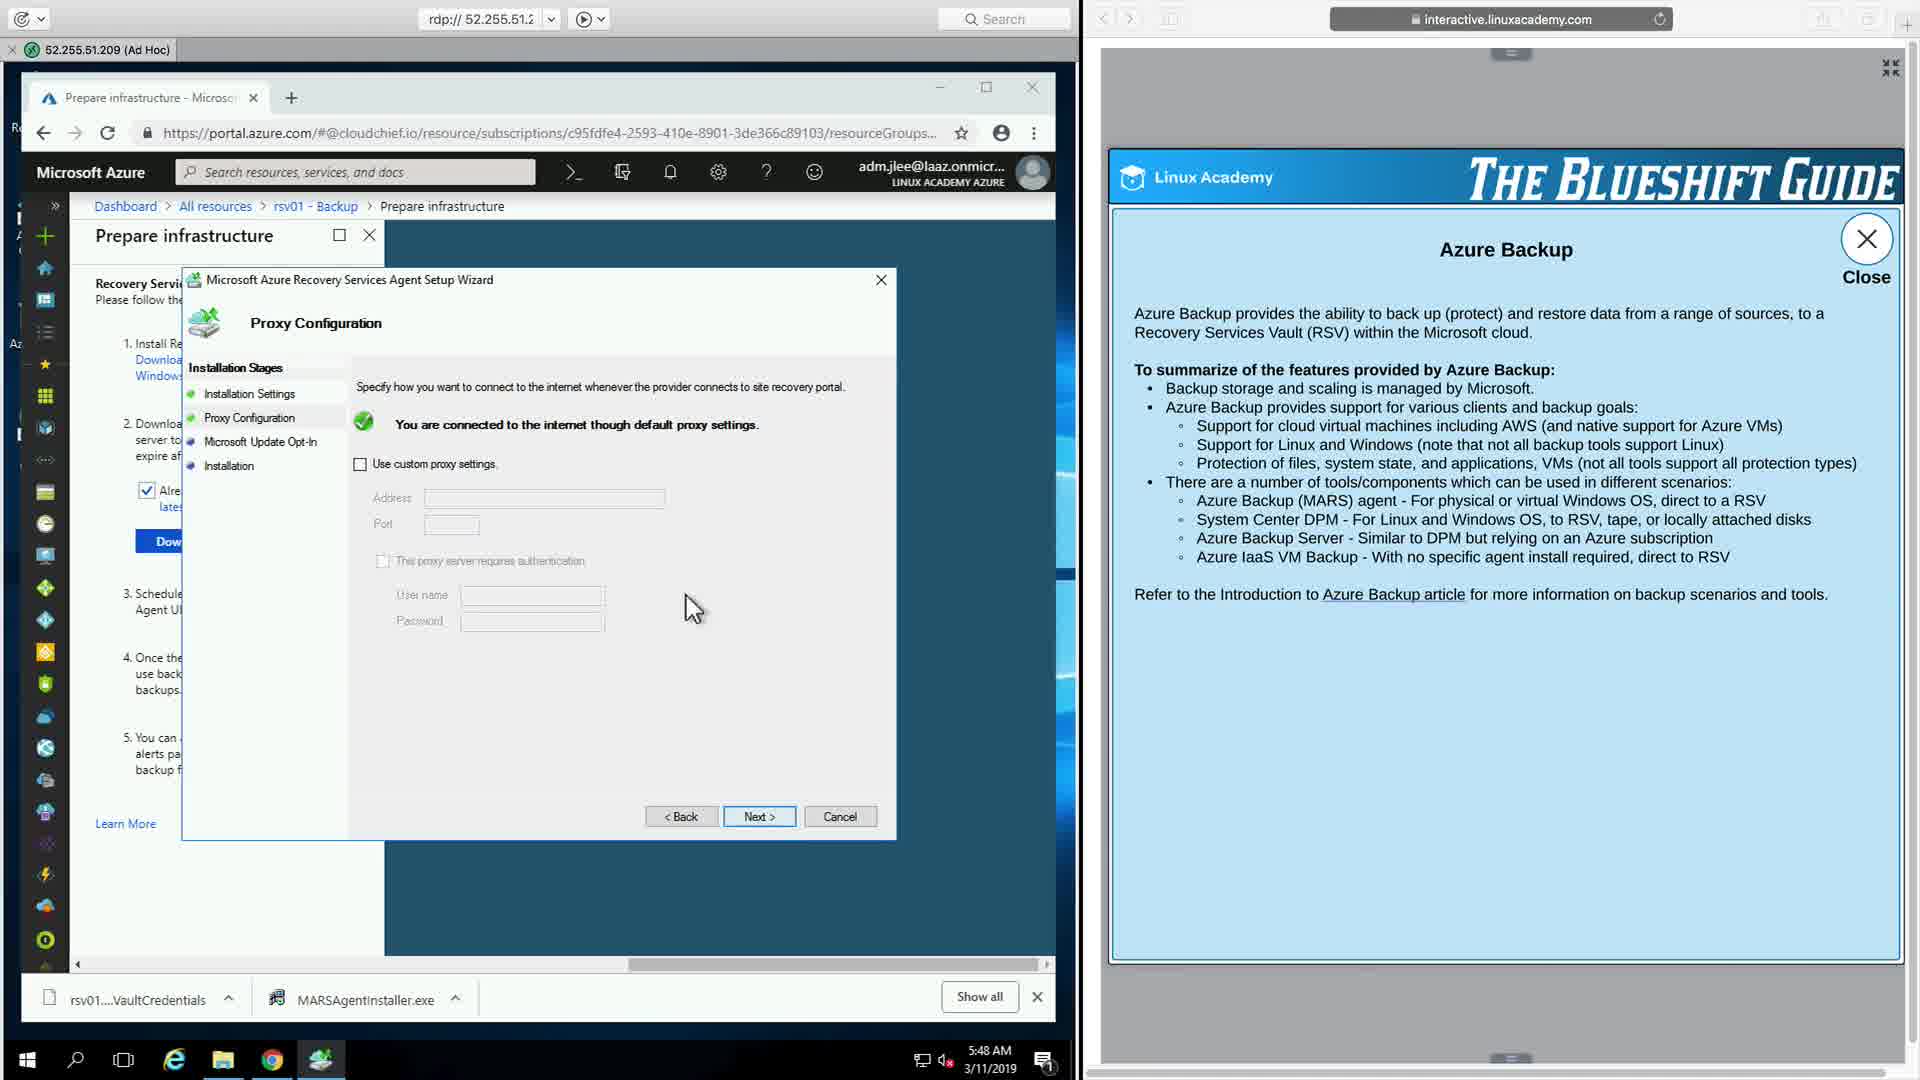 rdp:// 52.255.51.2
Search
52.255.51.209 (Ad Hoc)
Prepare infrastructure - Microso
https://portal.azure.com/#@cloudchief.io/resource/subscriptions/c95fdfe4-2593-410e-8901-3de366c89103/resourceGroups...
Microsoft Azure
Search resources, services, and docs
adm.jlee@laaz.onmicr...
LINUX ACADEMY AZURE
Dashboard > All resources > rsv01 - Backup > Prepare infrastructure
Prepare infrastructure
Recovery Servi
Please follow the
1. Install Re
Downloa
Windows
2. Downloa
server to
expire af
Alre
lates
Dow
3. Schedule
Agent UI
4. Once the
use back
backups.
5. You can
alerts pa
backup f
Learn More
Microsoft Azure Recovery Services Agent Setup Wizard
Proxy Configuration
Installation Stages
Installation Settings
Proxy Configuration
Microsoft Update Opt-In
Installation
Specify how you want to connect to the internet whenever the provider connects to site recovery portal.
You are connected to the internet though default proxy settings.
Use custom proxy settings.
Address
Port
This proxy server requires authentication
User name
Password
< Back
Next >
Cancel
rsv01....VaultCredentials
MARSAgentInstaller.exe
Show all
5:48 AM
3/11/2019
1
interactive.linuxacademy.com
Linux Academy
THE BLUESHIFT GUIDE
Azure Backup
Close
Azure Backup provides the ability to back up (protect) and restore data from a range of sources, to a
Recovery Services Vault (RSV) within the Microsoft cloud.
To summarize of the features provided by Azure Backup:
• Backup storage and scaling is managed by Microsoft.
• Azure Backup provides support for various clients and backup goals:
◦ Support for cloud virtual machines including AWS (and native support for Azure VMs)
◦ Support for Linux and Windows (note that not all backup tools support Linux)
◦ Protection of files, system state, and applications, VMs (not all tools support all protection types)
• There are a number of tools/components which can be used in different scenarios:
◦ Azure Backup (MARS) agent - For physical or virtual Windows OS, direct to a RSV
◦ System Center DPM - For Linux and Windows OS, to RSV, tape, or locally attached disks
◦ Azure Backup Server - Similar to DPM but relying on an Azure subscription
◦ Azure IaaS VM Backup - With no specific agent install required, direct to RSV
Refer to the Introduction to Azure Backup article for more information on backup scenarios and tools.